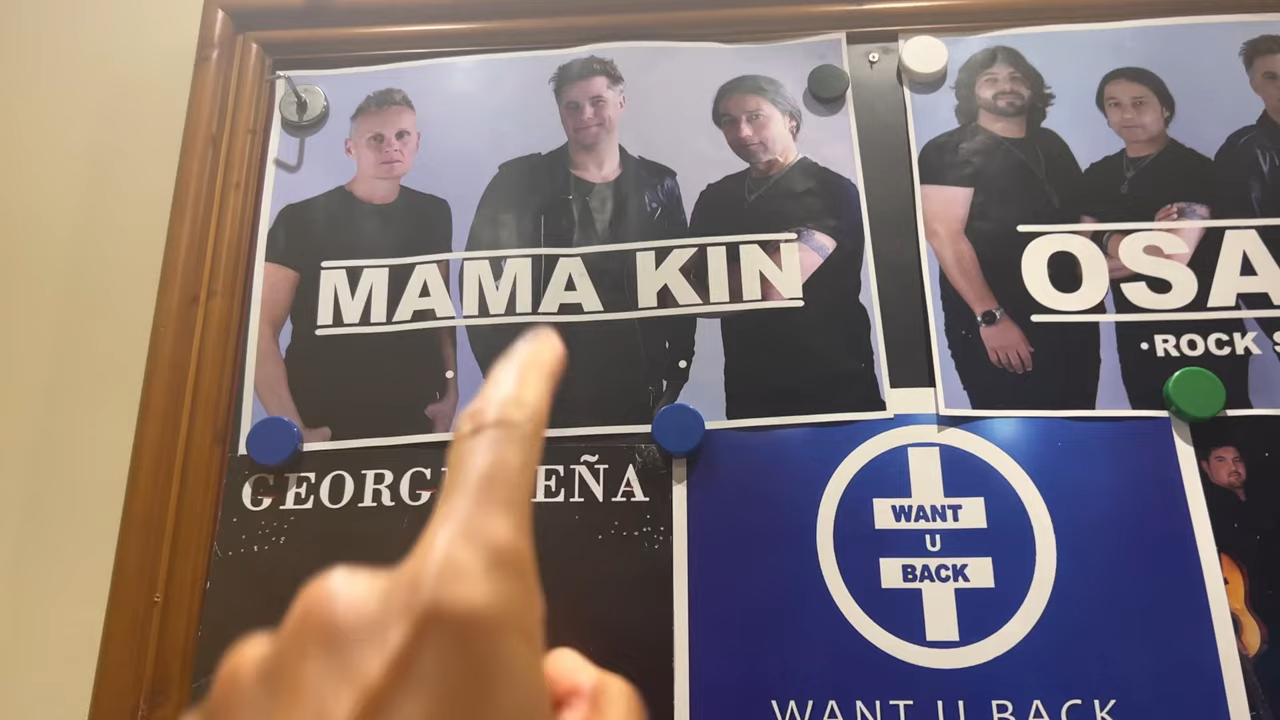 MAMA KIN
OSA
•ROCK
GEORG EÑA
WANT
U
BACK
WANT U BACK